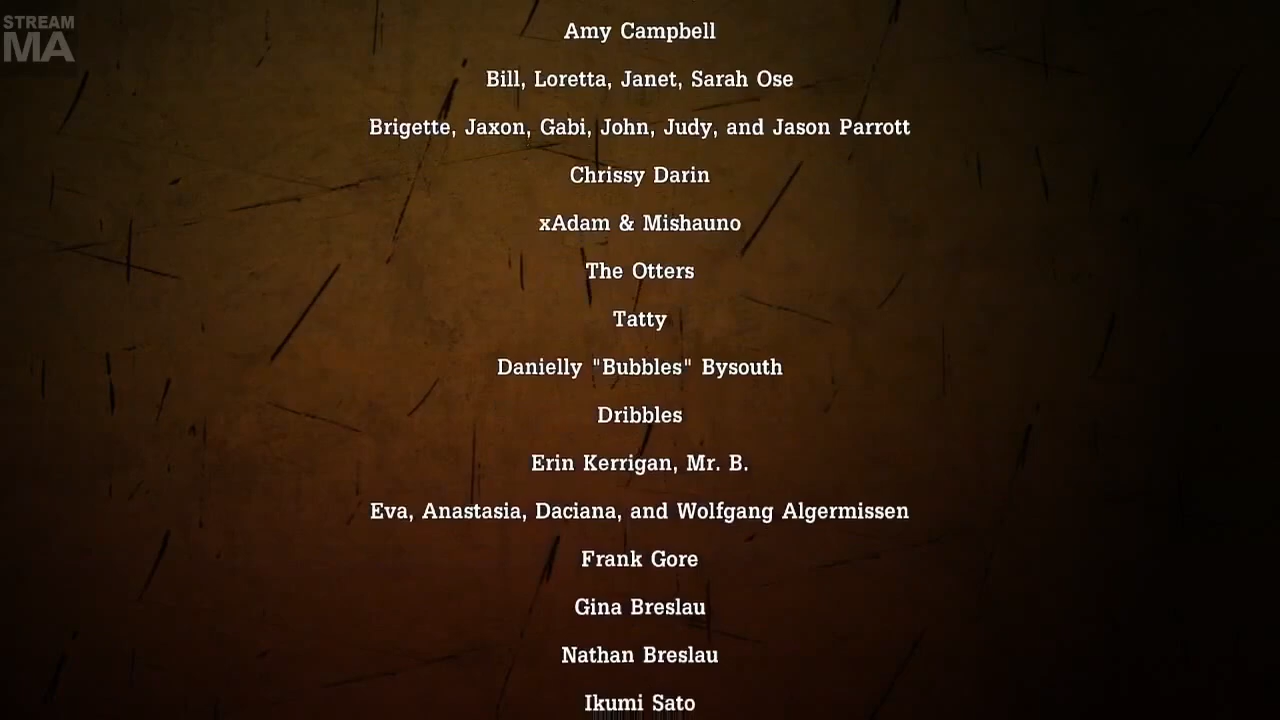 STREAM
MA
Amy Campbell
Bill, Loretta, Janet, Sarah Ose
Brigette, Jaxon, Gabi, John, Judy, and Jason Parrott
Chrissy Darin
xAdam & Mishauno
The Otters
Tatty
Danielly "Bubbles" Bysouth
Dribbles
Erin Kerrigan, Mr. B.
Eva, Anastasia, Daciana, and Wolfgang Algermissen
Frank Gore
Gina Breslau
Nathan Breslau
Ikumi Sato